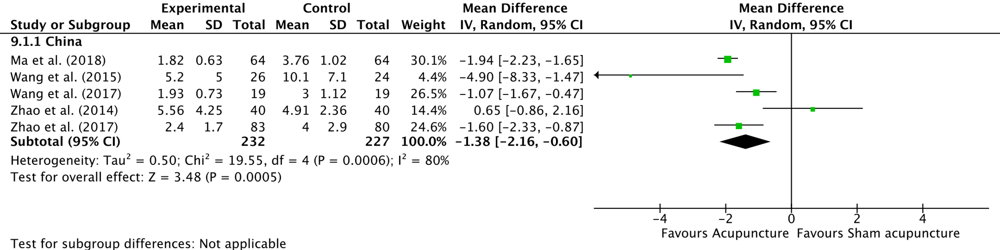 Experimental Control Mean Difference Mean Difference
Study or Subgroup Mean SD Total Mean SD Total Weight IV, Random, 95% CI IV, Random, 95% CI
9.1.1 China
Ma et al. (2018) 1.82 0.63 64 3.76 1.02 64 30.1% −1.94 [−2.23, −1.65]
Wang et al. (2015) 5.2 5 26 10.1 7.1 24 4.4% −4.90 [−8.33, −1.47]
Wang et al. (2017) 1.93 0.73 19 3 1.12 19 26.5% −1.07 [−1.67, −0.47]
Zhao et al. (2014) 5.56 4.25 40 4.91 2.36 40 14.4% 0.65 [−0.86, 2.16]
Zhao et al. (2017) 2.4 1.7 83 4 2.9 80 24.6% −1.60 [−2.33, −0.87]
Subtotal (95% CI) 232 227 100.0% −1.38 [−2.16, −0.60]
Heterogeneity: Tau² = 0.50; Chi² = 19.55, df = 4 (P = 0.0006); I² = 80%
Test for overall effect: Z = 3.48 (P = 0.0005)
−4 −2 0 2 4
Favours Acupuncture Favours Sham acupuncture
Test for subgroup differences: Not applicable